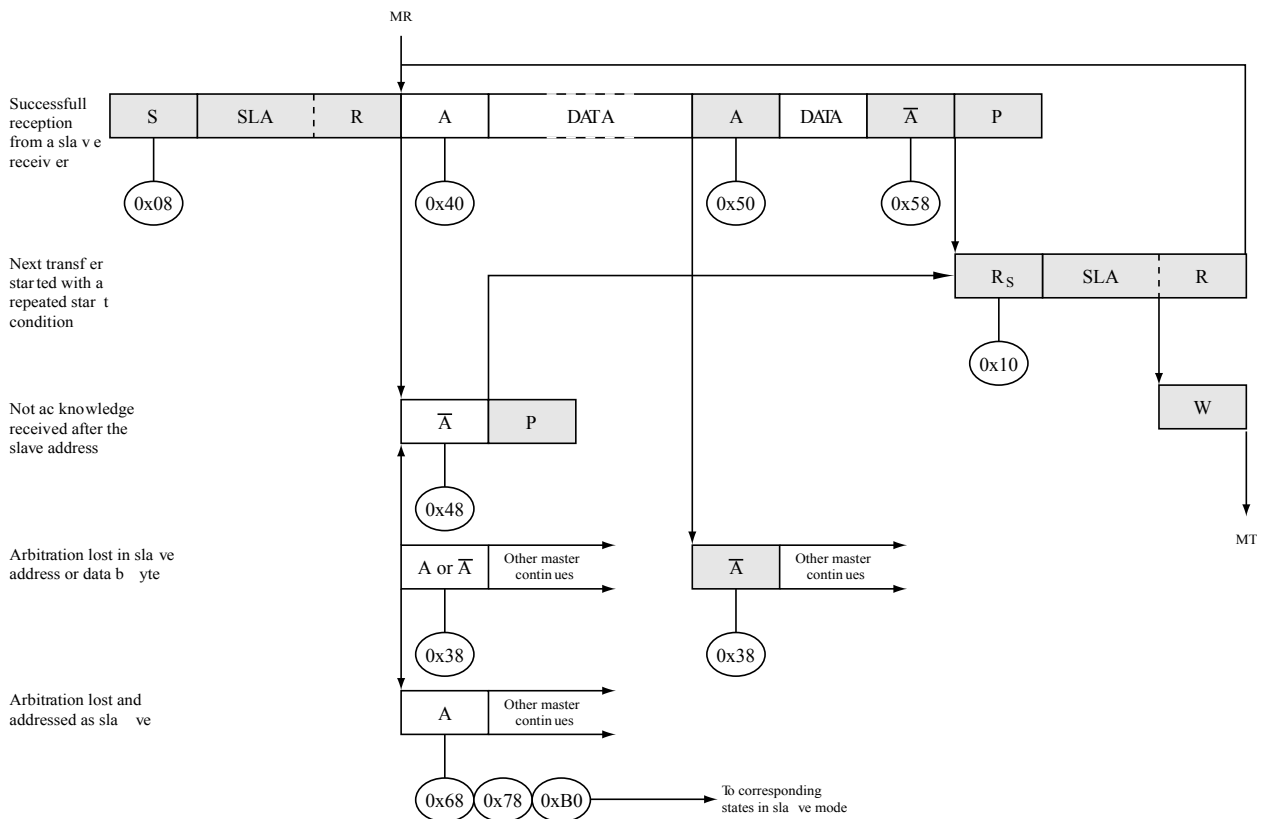 MR
Successfull
reception
from a sla v e
receiv er
S SLA R A DATA A DATA A̅ P
0x08 0x40 0x50 0x58
Next transf er
star ted with a
repeated star t
condition
RS SLA R
0x10
Not ac knowledge
received after the
slave address
A̅ P
W
0x48
MT
Arbitration lost in sla ve
address or data b yte
A or A̅ Other master
contin ues
A̅ Other master
contin ues
0x38 0x38
Arbitration lost and
addressed as sla ve
A Other master
contin ues
0x68 0x78 0xB0
To corresponding
states in sla ve mode